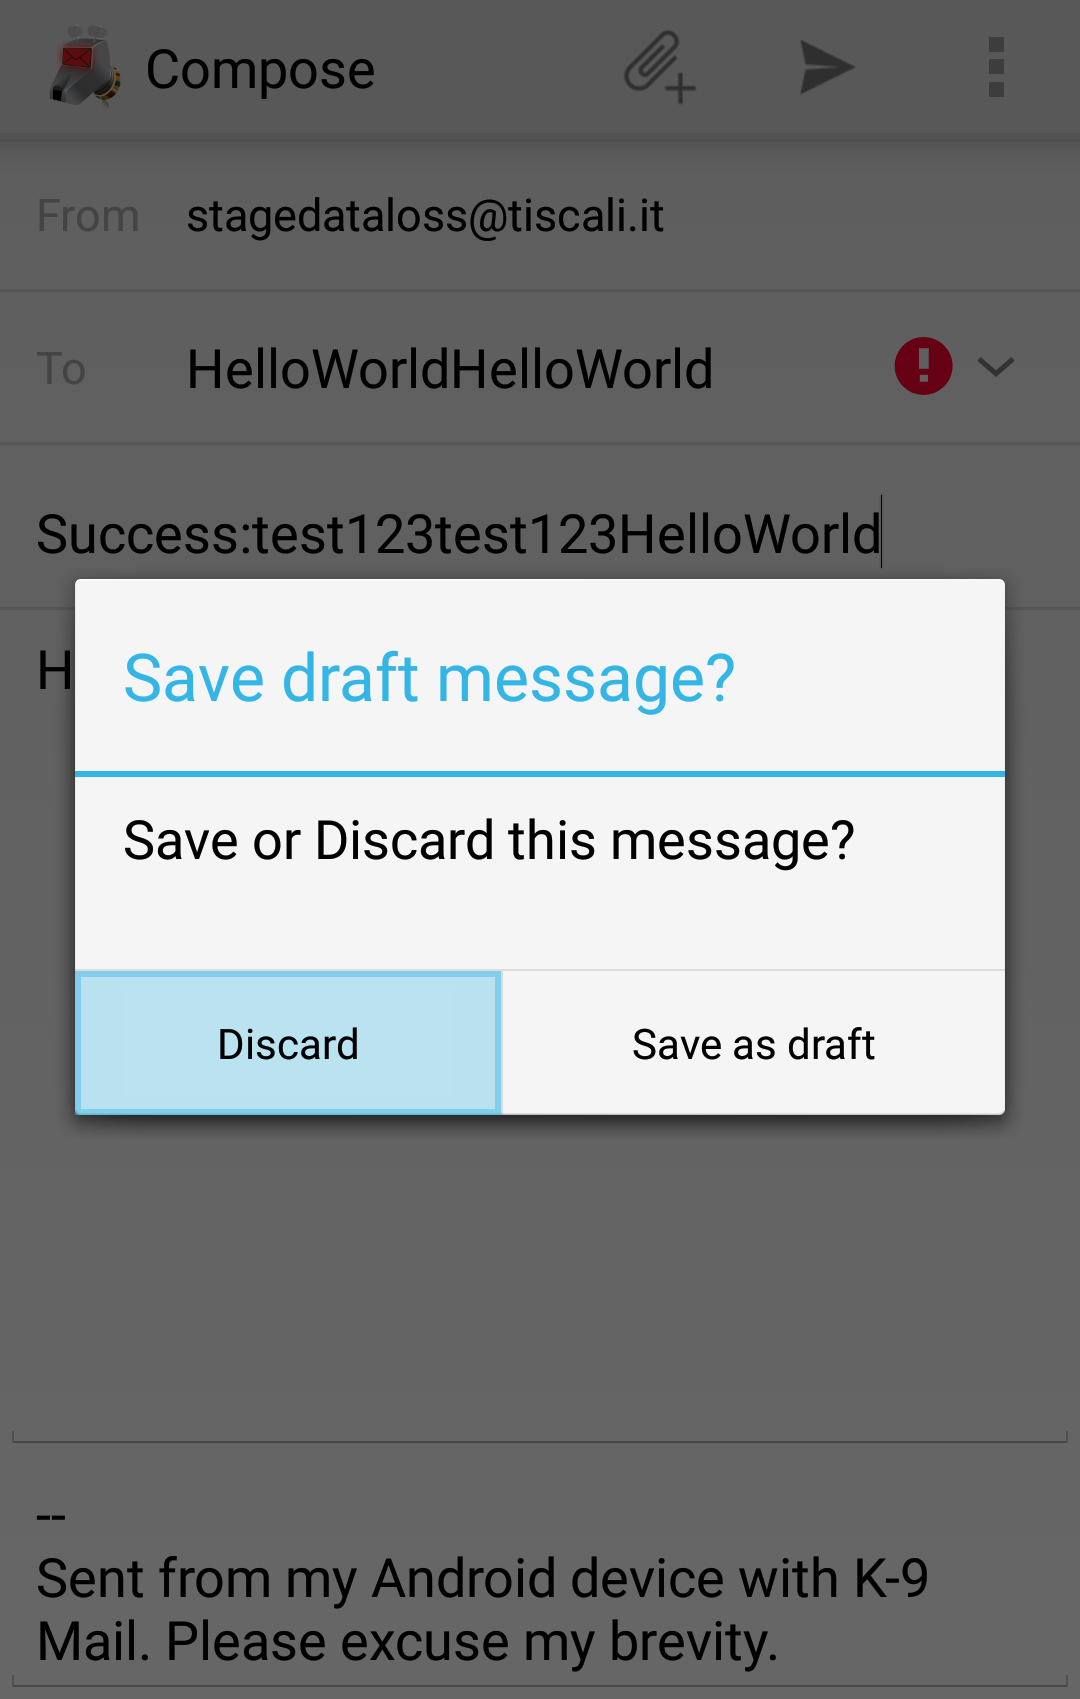 Compose
From stagedataloss@tiscali.it
To HelloWorldHelloWorld
Success:test123test123HelloWorld
H
Save draft message?
Save or Discard this message?
Discard Save as draft
--
Sent from my Android device with K-9
Mail. Please excuse my brevity.